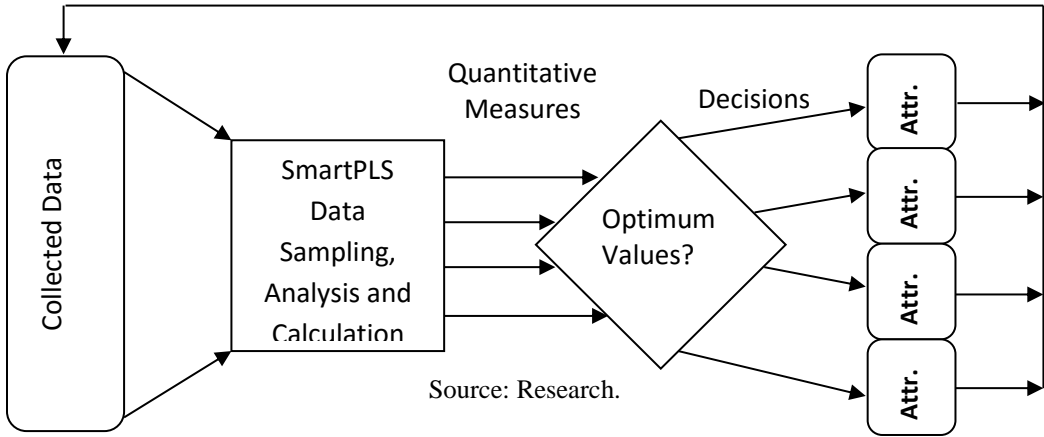 Collected Data
SmartPLS
Data
Sampling,
Analysis and
Calculation
Quantitative
Measures
Optimum
Values?
Decisions
Attr.
Attr.
Attr.
Attr.
Source: Research.